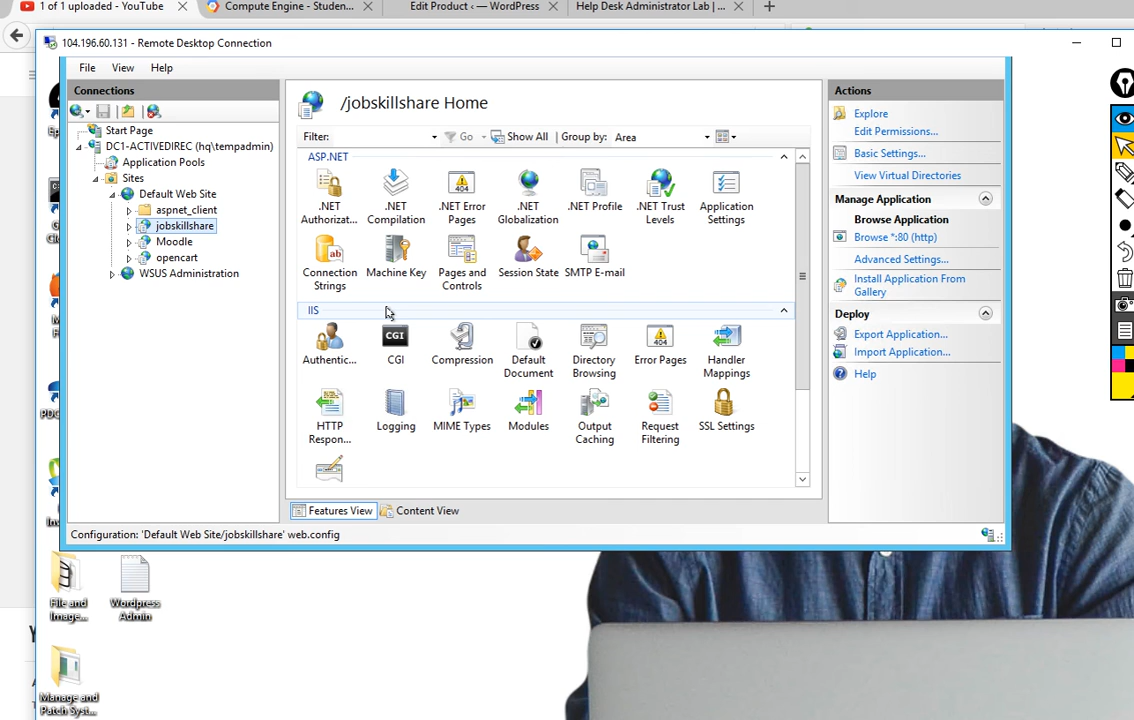 1 of 1 uploaded - YouTube
Compute Engine - Studen...
Edit Product ‹ — WordPress
Help Desk Administrator Lab | ...
104.196.60.131 - Remote Desktop Connection
File View Help
Connections
Start Page
DC1-ACTIVEDIREC (hq\tempadmin)
Application Pools
Sites
Default Web Site
aspnet_client
jobskillshare
Moodle
opencart
WSUS Administration
/jobskillshare Home
Filter: Go Show All Group by: Area
ASP.NET
.NET Authorizat...
.NET Compilation
.NET Error Pages
.NET Globalization
.NET Profile
.NET Trust Levels
Application Settings
Connection Strings
Machine Key
Pages and Controls
Session State
SMTP E-mail
IIS
Authentic...
CGI
Compression
Default Document
Directory Browsing
Error Pages
Handler Mappings
HTTP Respon...
Logging
MIME Types
Modules
Output Caching
Request Filtering
SSL Settings
Features View
Content View
Configuration: 'Default Web Site/jobskillshare' web.config
Actions
Explore
Edit Permissions...
Basic Settings...
View Virtual Directories
Manage Application
Browse Application
Browse *:80 (http)
Advanced Settings...
Install Application From
Gallery
Deploy
Export Application...
Import Application...
Help
File and
Image...
Wordpress
Admin
Manage and
Patch Syst...